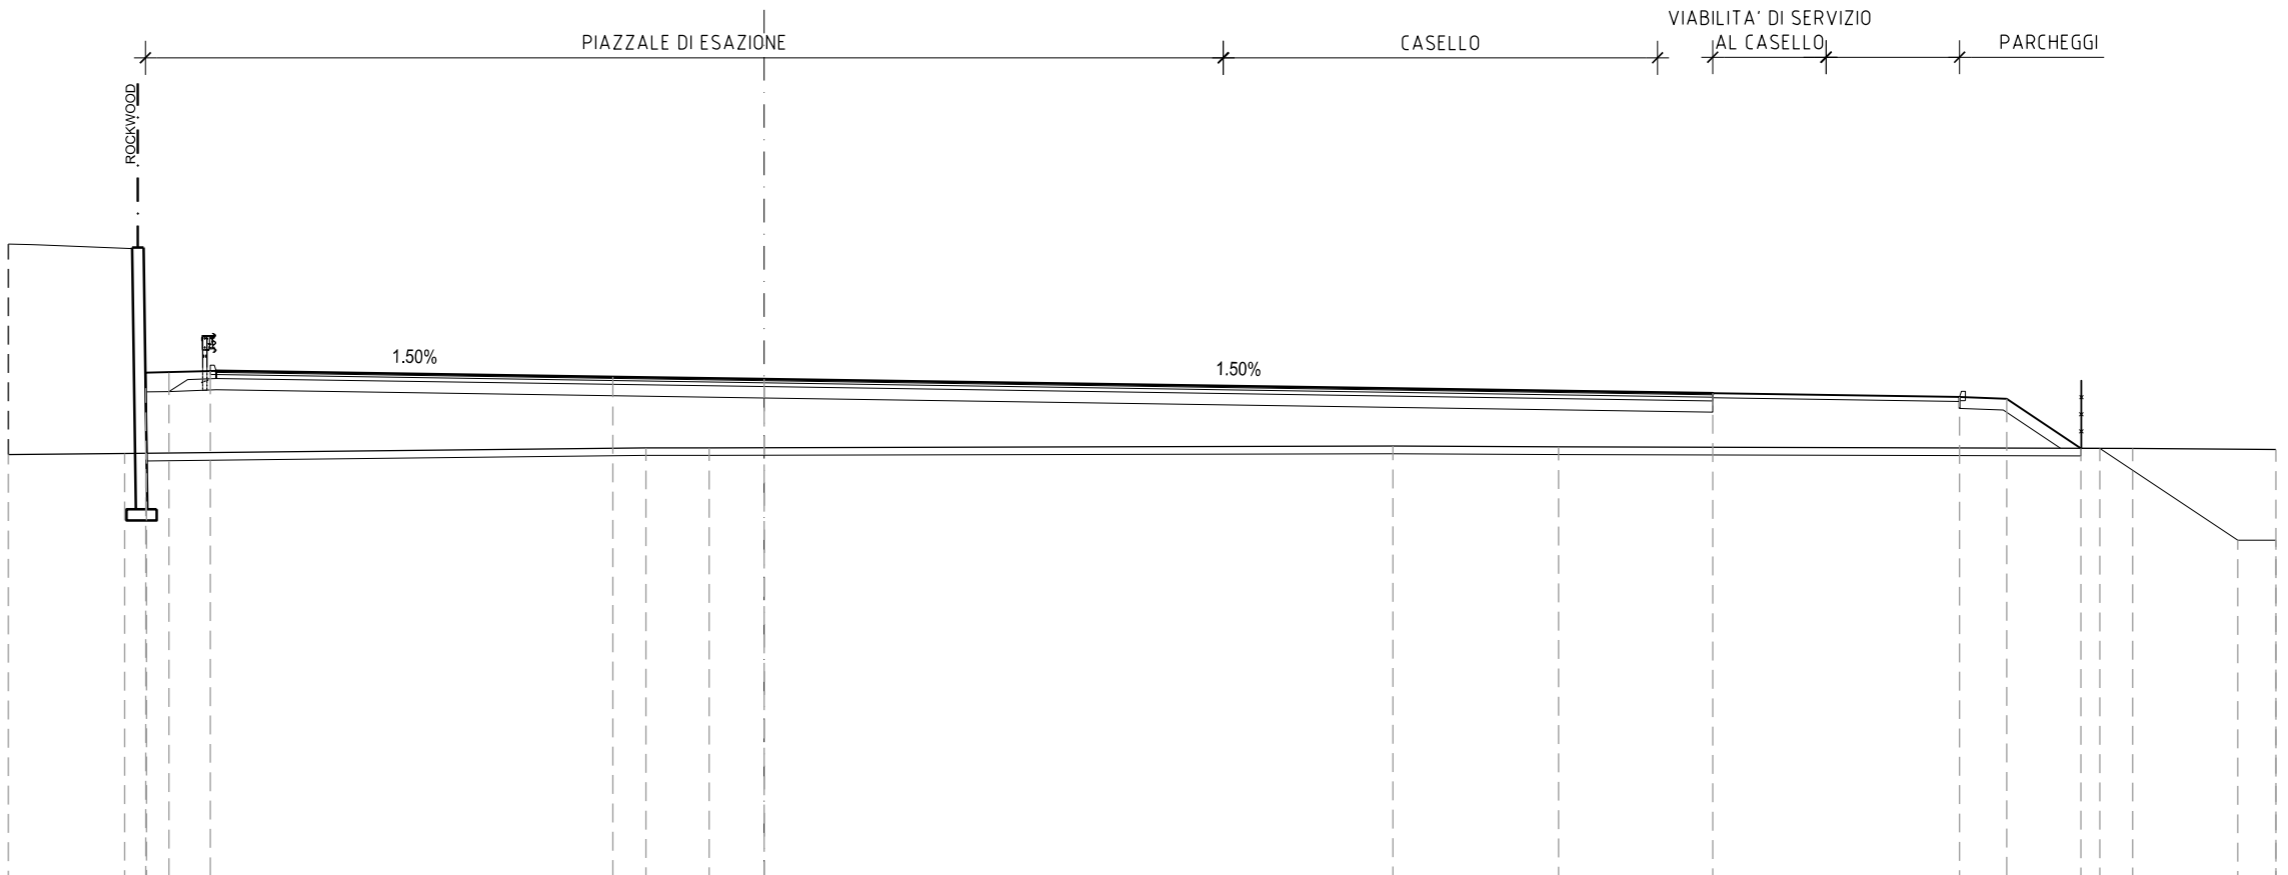 VIABILITA' DI SERVIZIO
AL CASELLO
PIAZZALE DI ESAZIONE
CASELLO
PARCHEGGI
ROCKWOOD
1.50%
1.50%